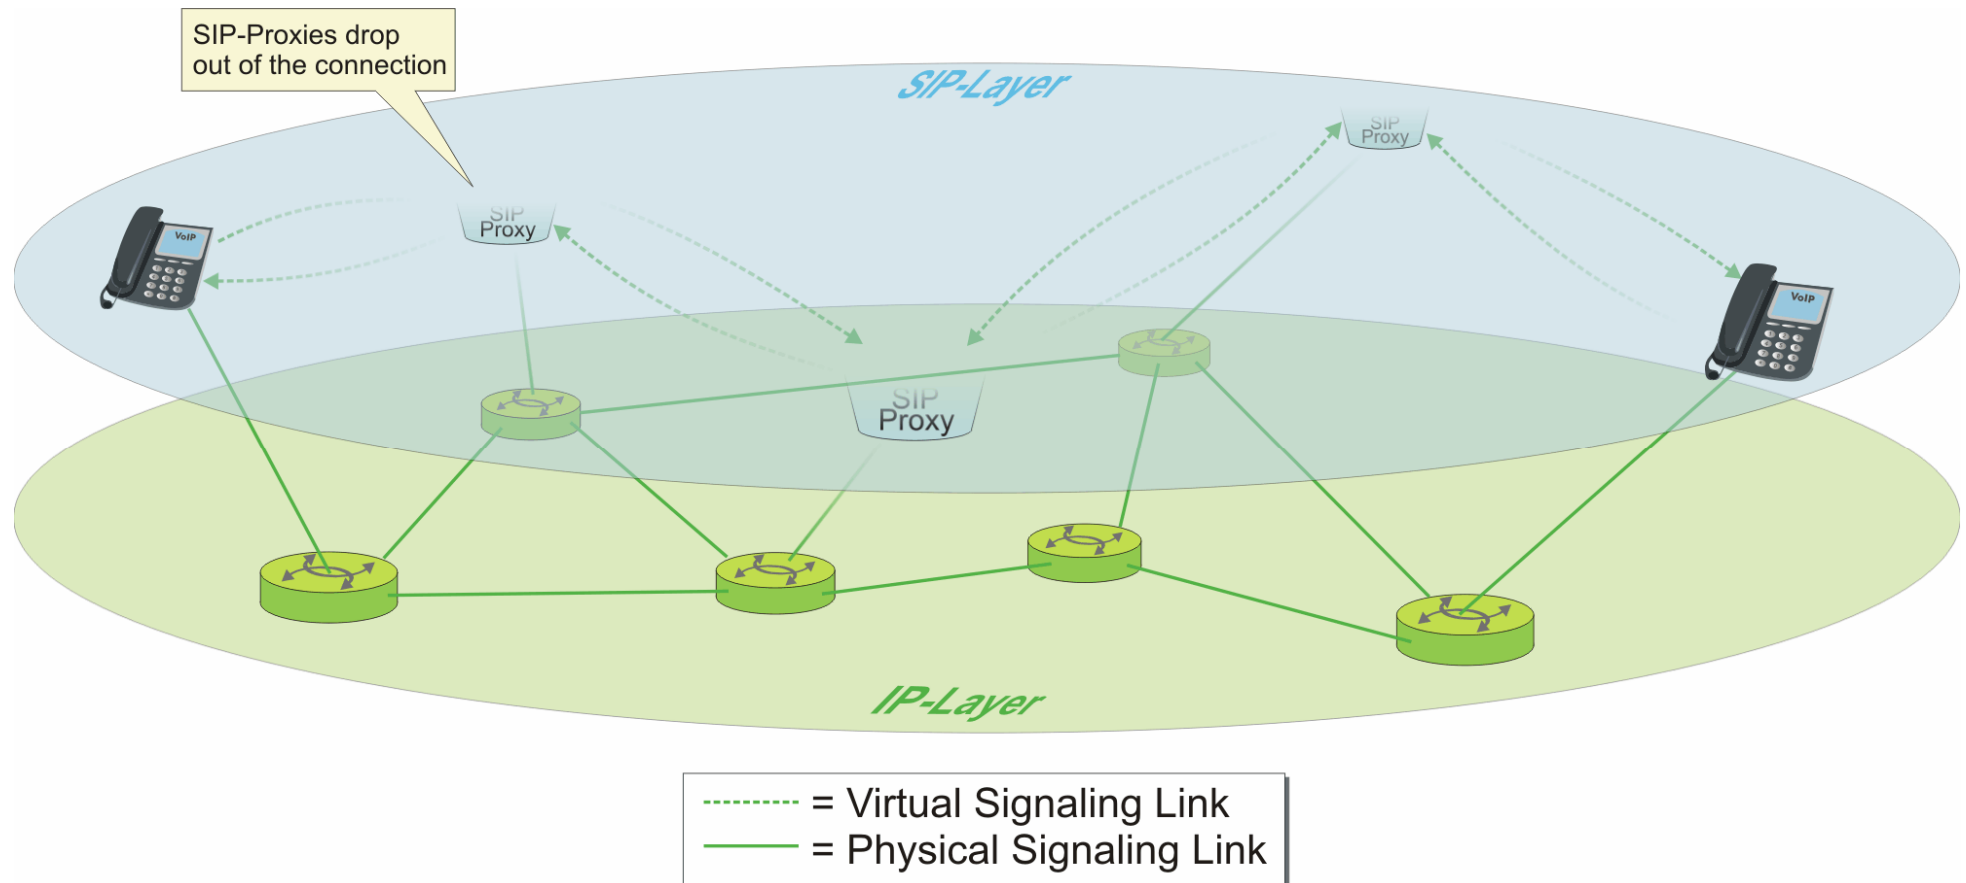 SIP-Proxies drop
out of the connection
SIP-Layer
SIP
Proxy
SIP
Proxy
VoIP
VoIP
SIP
Proxy
IP-Layer
= Virtual Signaling Link
= Physical Signaling Link